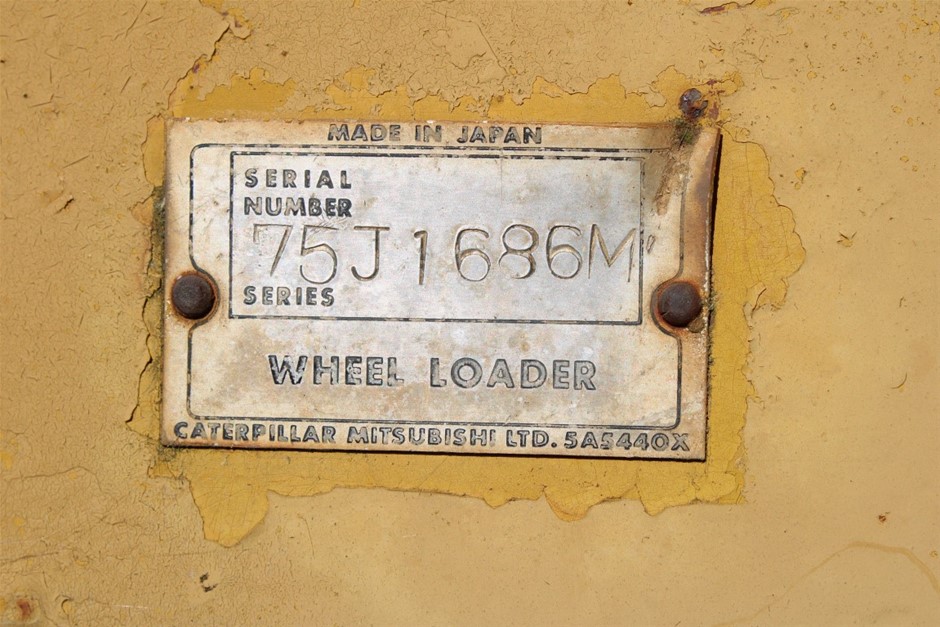 MADE IN JAPAN
SERIAL
NUMBER
75J1686M
SERIES
WHEEL LOADER
CATERPILLAR MITSUBISHI LTD. 5A5440X